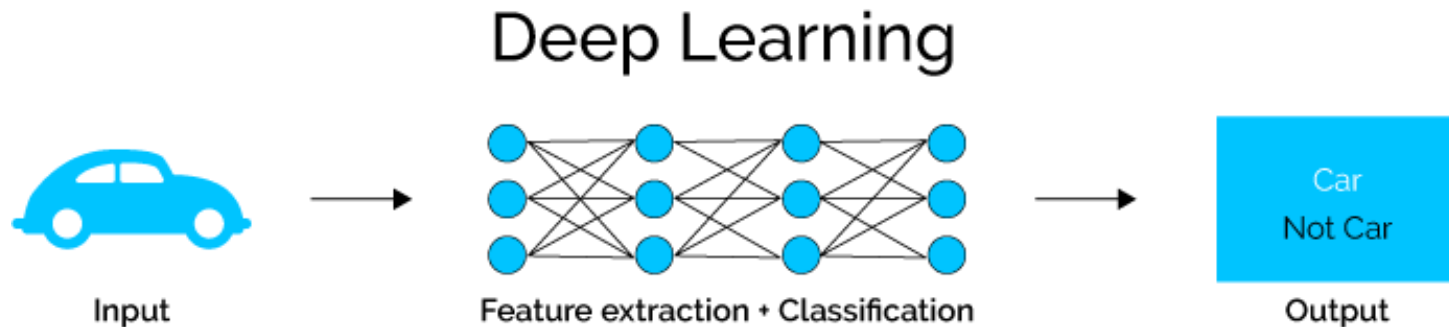 Deep Learning
Car
Not Car
Input
Feature extraction + Classification
Output